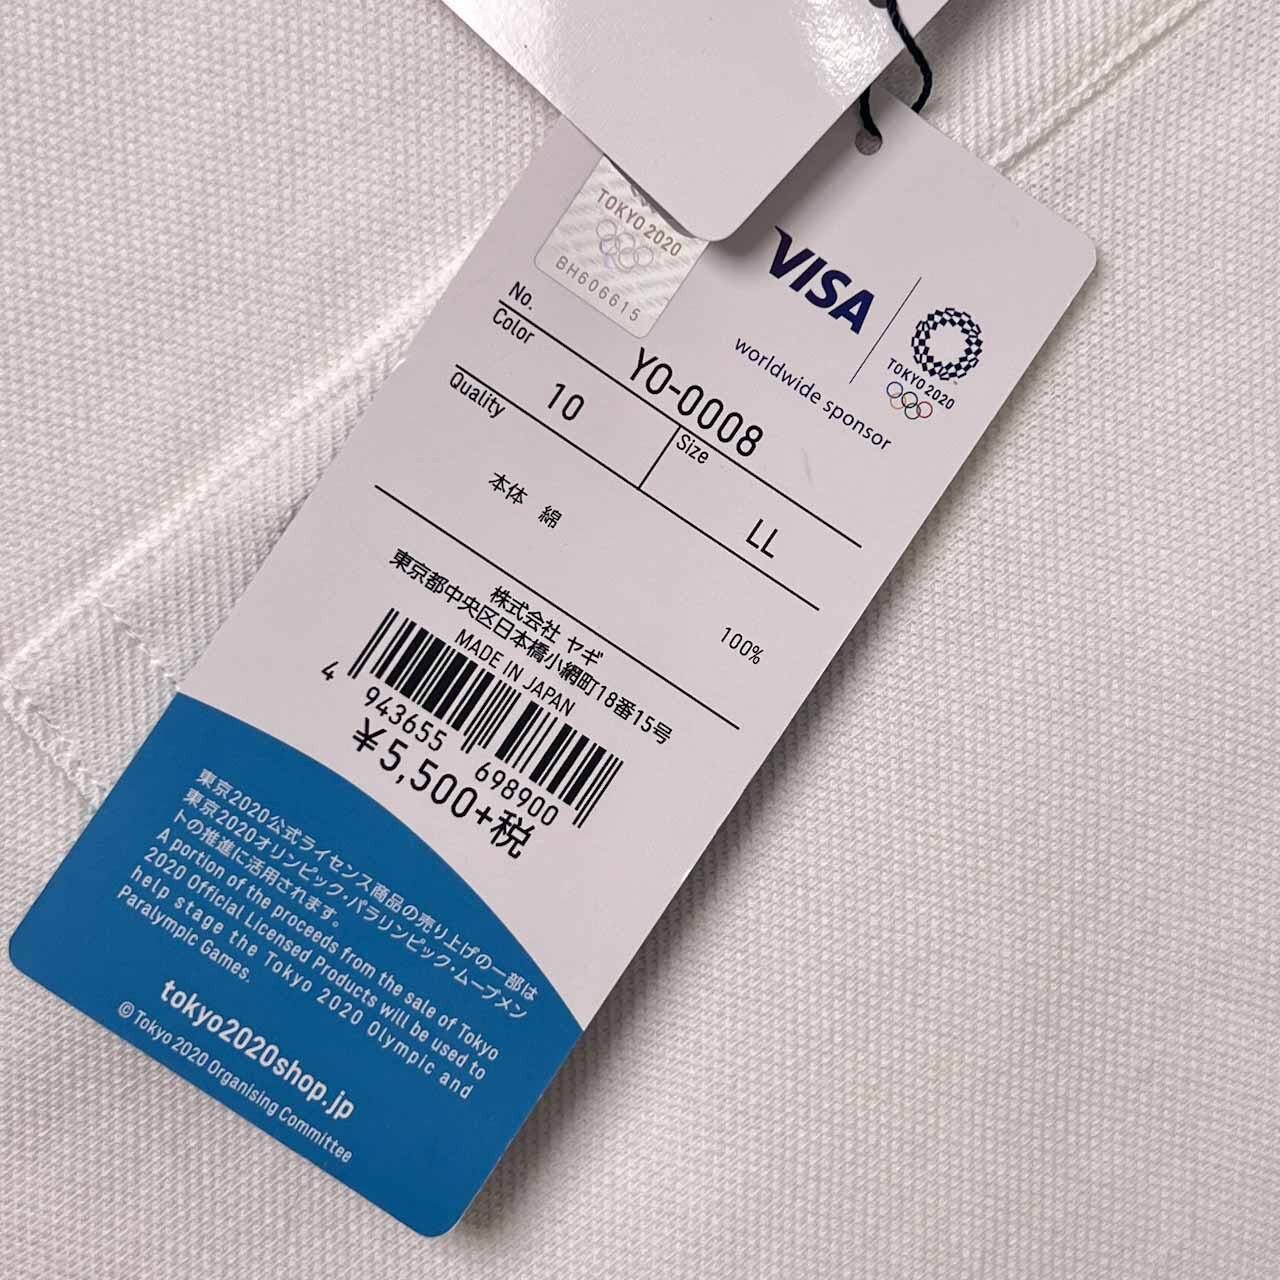 TOKYO 2020
BH606615
VISA
worldwide sponsor
TOKYO 2020
No.
YO-0008
Color
10
Size
LL
Quality
本体 綿 100%
株式会社 ヤギ
東京都中央区日本橋小網町18番15号
MADE IN JAPAN
4 943655 698900
¥5,500+税
東京2020公式ライセンス商品の売り上げの一部は
東京2020オリンピック・パラリンピック・ムーブメン
トの推進に活用されます。
A portion of the proceeds from the sale of Tokyo
2020 Official Licensed Products will be used to
help stage the Tokyo 2020 Olympic and
Paralympic Games.
tokyo2020shop.jp
© Tokyo 2020 Organising Committee